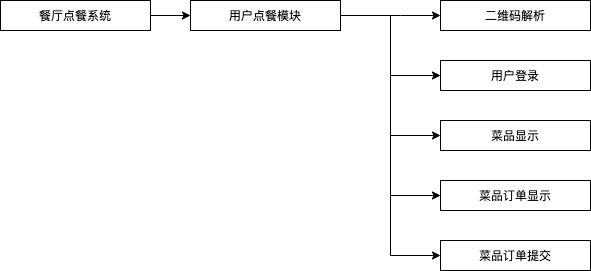 餐厅点餐系统
用户点餐模块
二维码解析
用户登录
菜品显示
菜品订单显示
菜品订单提交